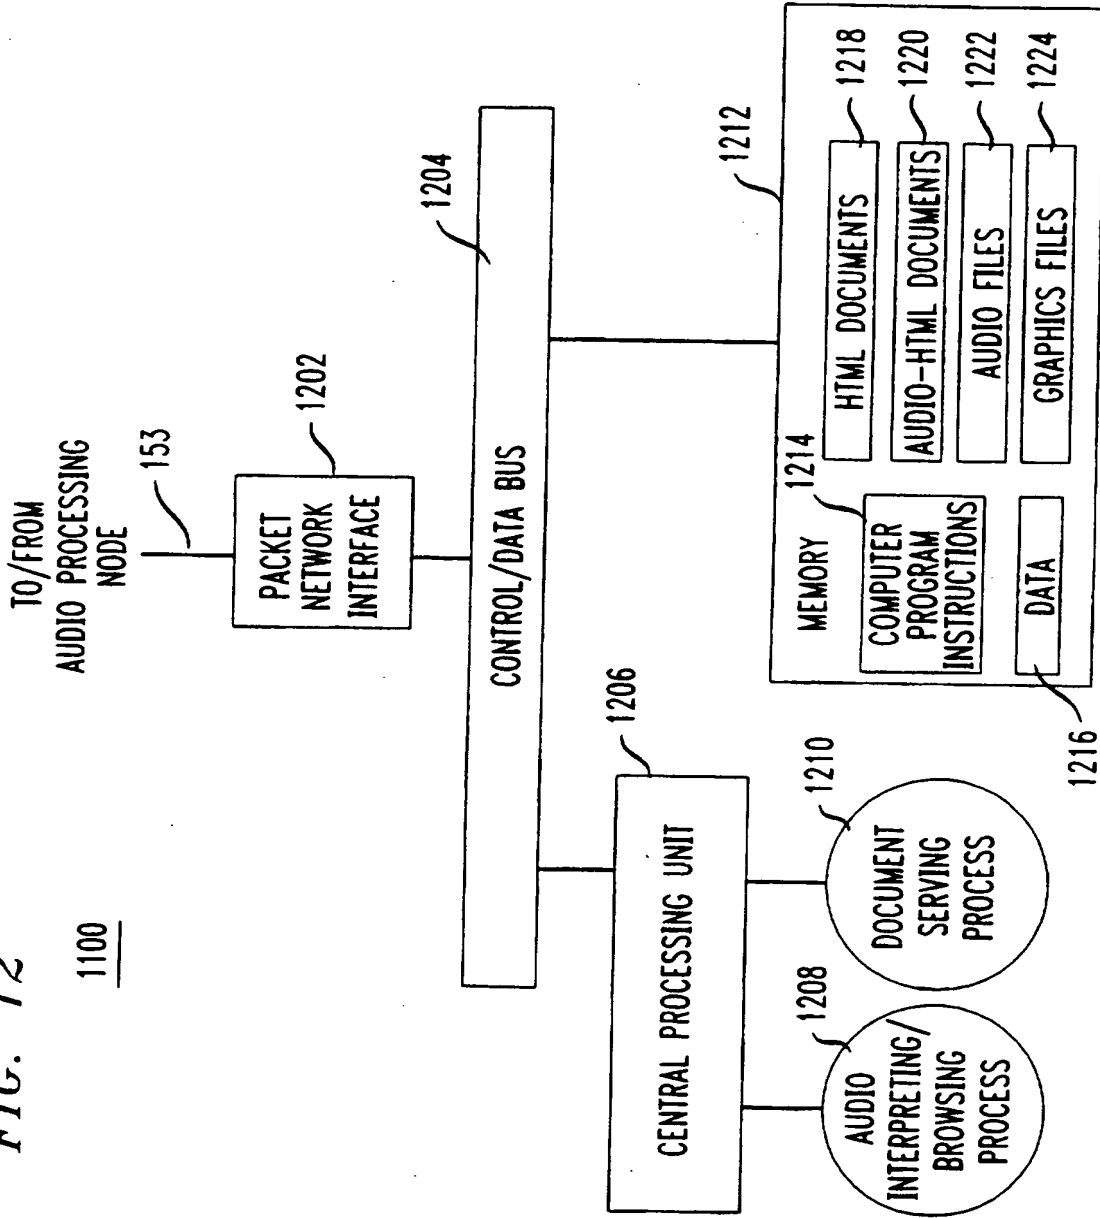 FIG. 12
1100
TO/FROM
AUDIO PROCESSING
NODE
153
PACKET
NETWORK
INTERFACE
1202
CONTROL/DATA BUS
1204
CENTRAL PROCESSING UNIT
1206
AUDIO
INTERPRETING/
BROWSING
PROCESS
1208
DOCUMENT
SERVING
PROCESS
1210
1212
MEMORY
1214
COMPUTER
PROGRAM
INSTRUCTIONS
DATA
1216
HTML DOCUMENTS
1218
AUDIO-HTML DOCUMENTS
1220
AUDIO FILES
1222
GRAPHICS FILES
1224